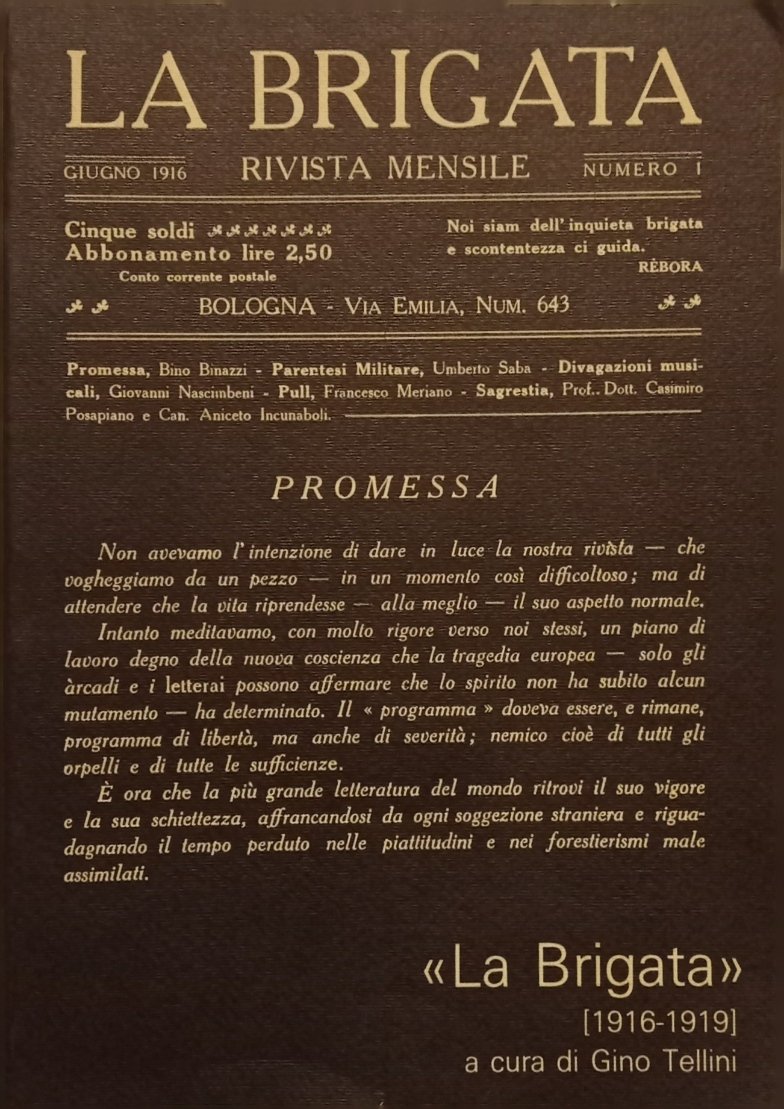 LA BRIGATA
GIUGNO 1916 RIVISTA MENSILE NUMERO 1
Cinque soldi
Abbonamento lire 2,50
Conto corrente postale
Noi siam dell' inquieta brigata
e scontentezza ci guida.
RÈBORA
BOLOGNA - VIA EMILIA, NUM. 643
Promessa, Bino Binazzi - Parentesi Militare, Umberto Saba - Divagazioni musi-
cali, Giovanni Nascimbeni - Pull, Francesco Meriano - Sagrestia, Prof. Dott. Casimiro
Posapiano e Can. Aniceto Incunaboli.
PROMESSA
Non avevamo l' intenzione di dare in luce la nostra rivista — che
vogheggiamo da un pezzo — in un momento così difficoltoso; ma di
attendere che la vita riprendesse — alla meglio — il suo aspetto normale.
Intanto meditavamo, con molto rigore verso noi stessi, un piano di
lavoro degno della nuova coscienza che la tragedia europea — solo gli
àrcadi e i letterai possono affermare che lo spirito non ha subito alcun
mutamento — ha determinato. Il « programma » doveva essere, e rimane,
programma di libertà, ma anche di severità; nemico cioè di tutti gli
orpelli e di tutte le sufficienze.
È ora che la più grande letteratura del mondo ritrovi il suo vigore
e la sua schiettezza, affrancandosi da ogni soggezione straniera e rigua-
dagnando il tempo perduto nelle piattitudini e nei forestierismi male
assimilati.
«La Brigata»
[1916-1919]
a cura di Gino Tellini